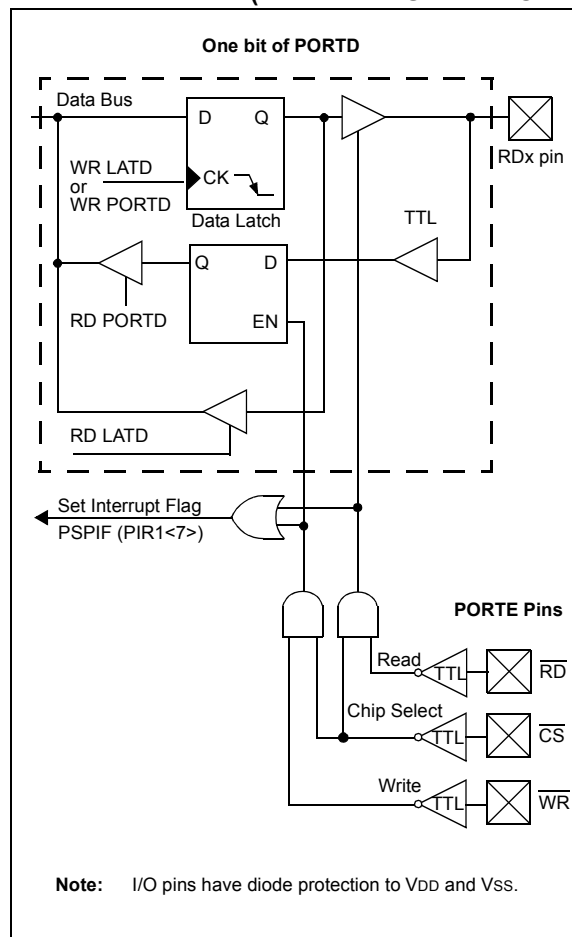 One bit of PORTD
Data Bus
D Q
RDx pin
WR LATD
or
WR PORTD
CK
Data Latch
TTL
Q D
EN
RD PORTD
RD LATD
Set Interrupt Flag
PSPIF (PIR1<7>)
PORTE Pins
Read
TTL
RD
Chip Select
TTL
CS
Write
TTL
WR
Note: I/O pins have diode protection to VDD and VSS.